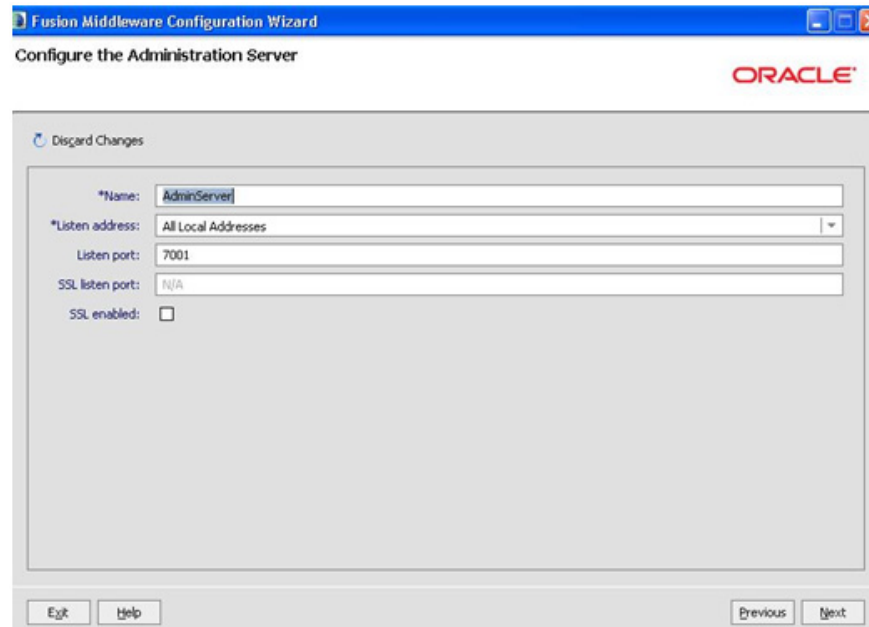 Fusion Middleware Configuration Wizard
Configure the Administration Server
ORACLE
Discard Changes
*Name: AdminServer
*Listen address: All Local Addresses
Listen port: 7001
SSL listen port: N/A
SSL enabled:
Exit Help Previous Next